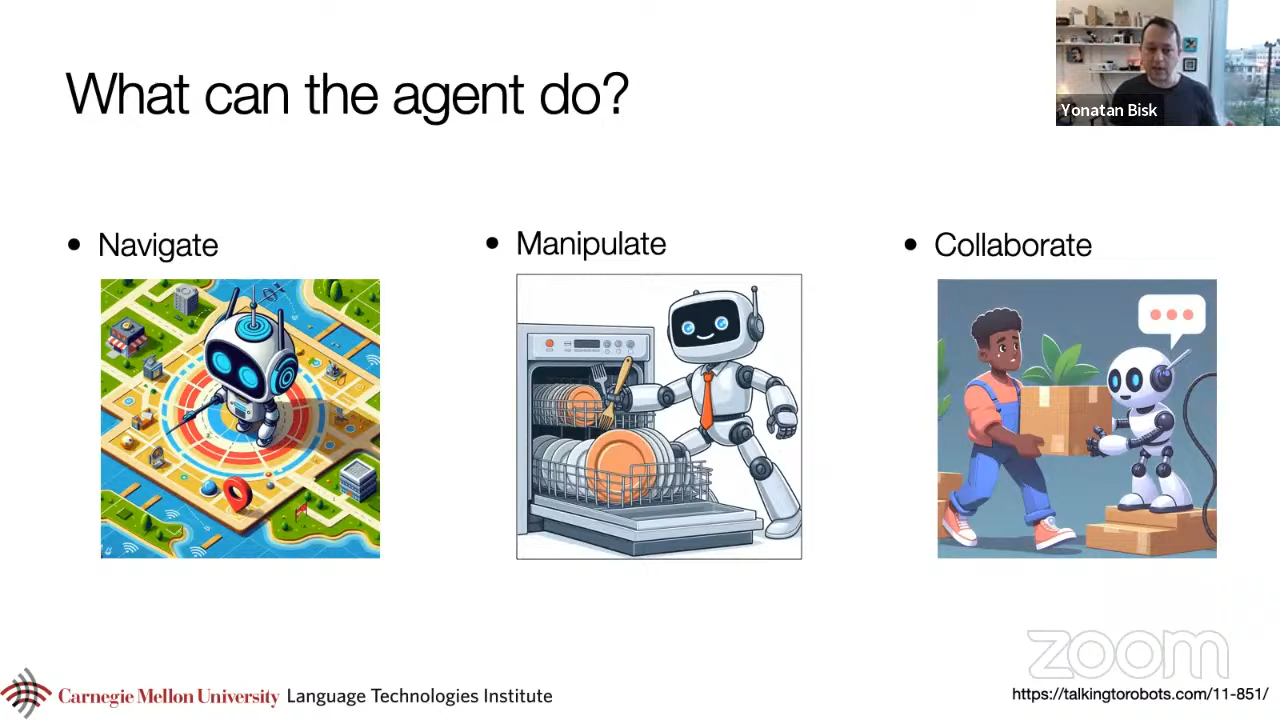 What can the agent do?
Yonatan Bisk
• Navigate
• Manipulate
• Collaborate
zoom
Carnegie Mellon University Language Technologies Institute
https://talkingtorobots.com/11-851/